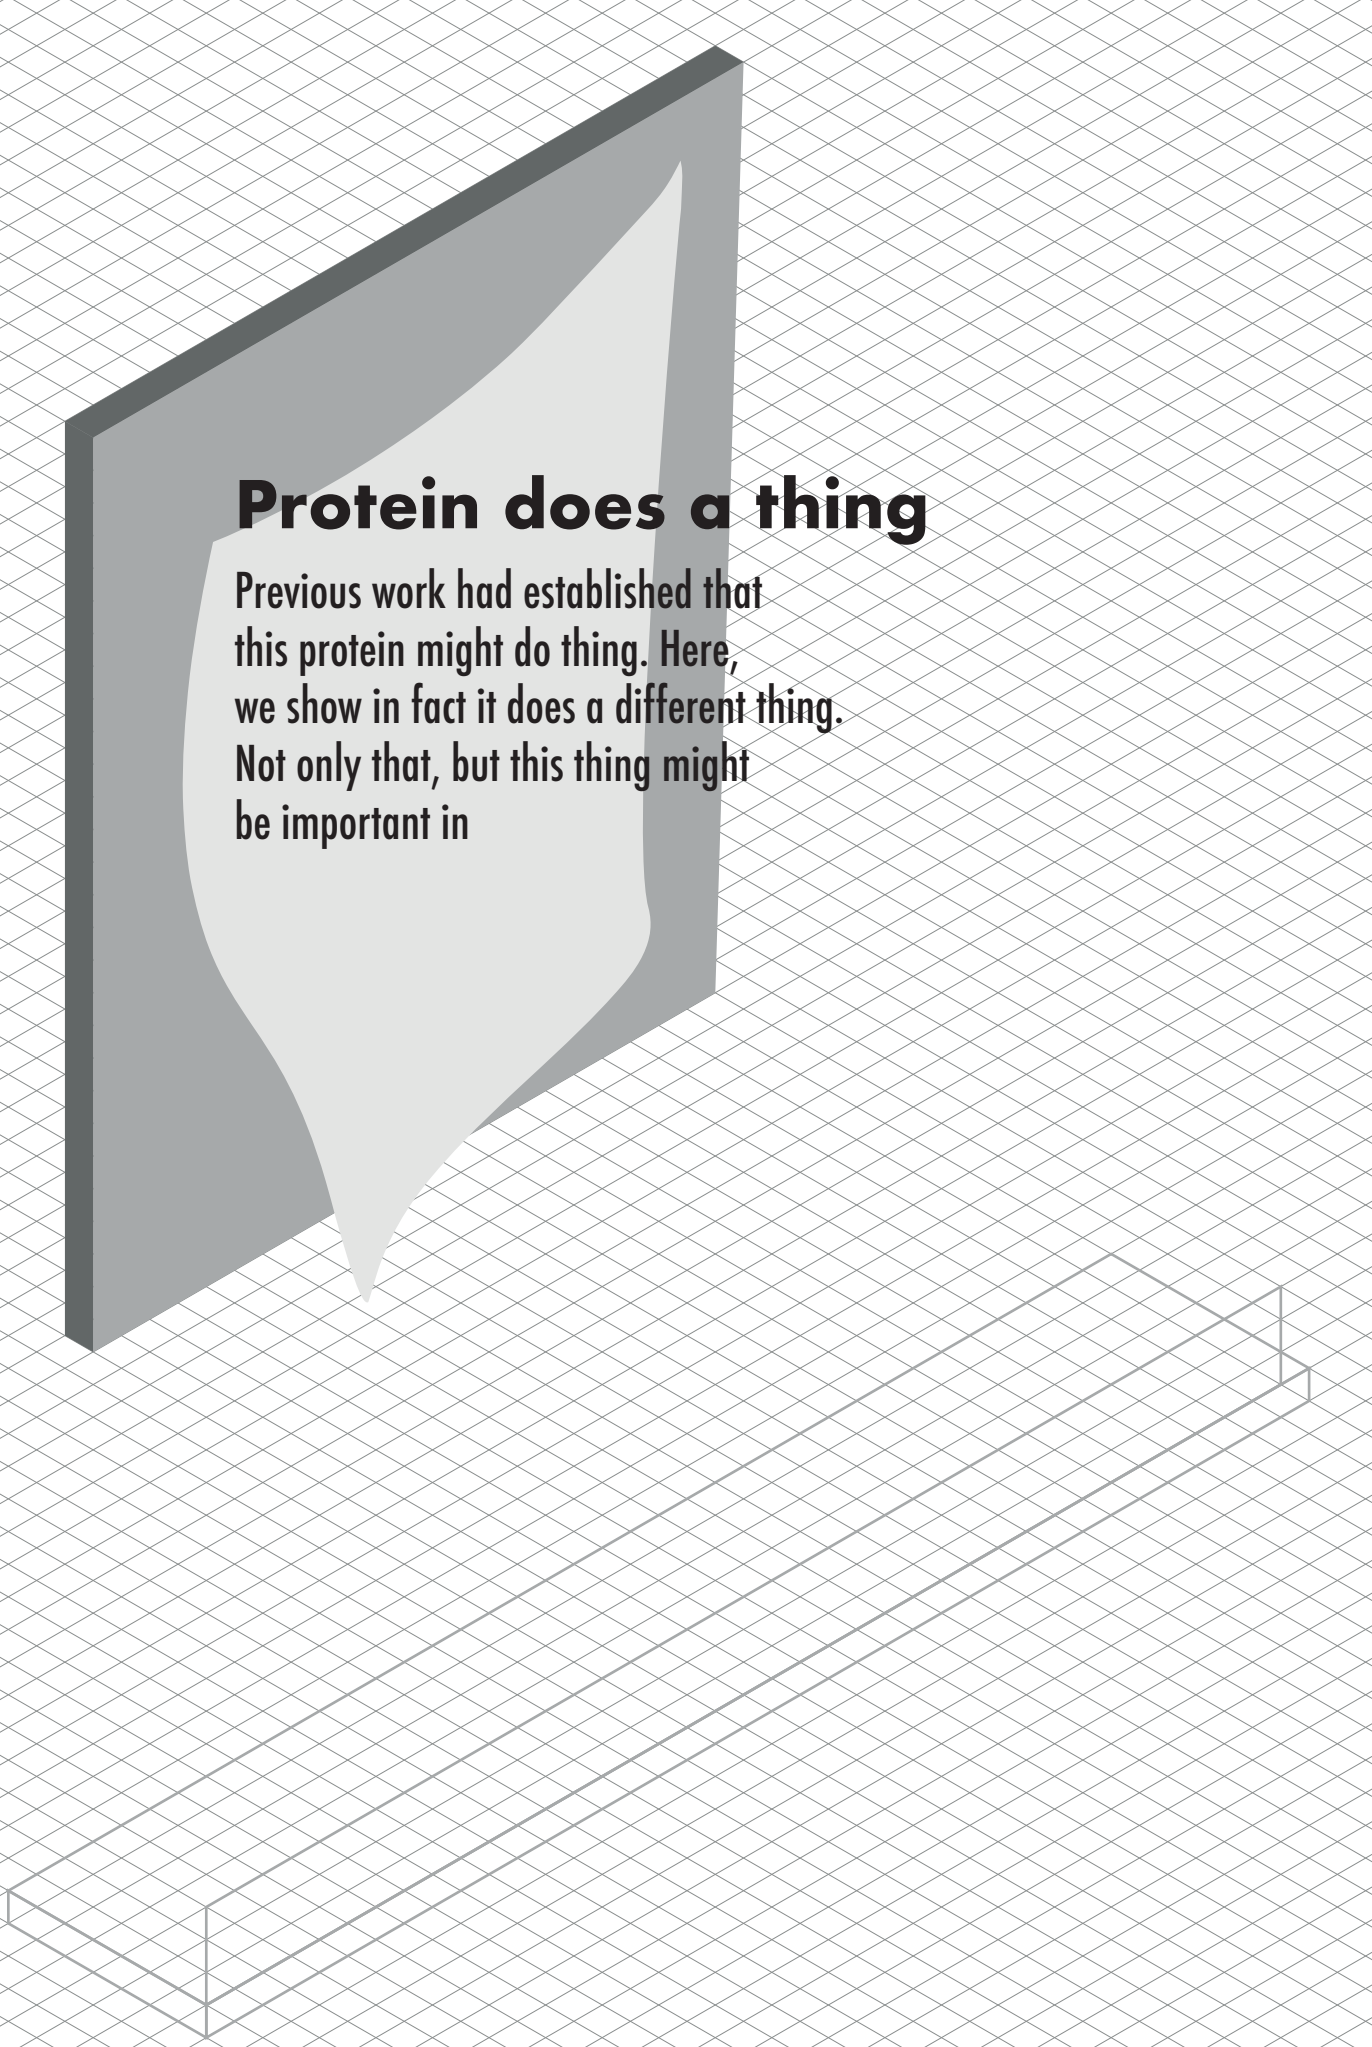 Protein does a thing
Previous work had established that
this protein might do thing. Here,
we show in fact it does a different thing.
Not only that, but this thing might
be important in